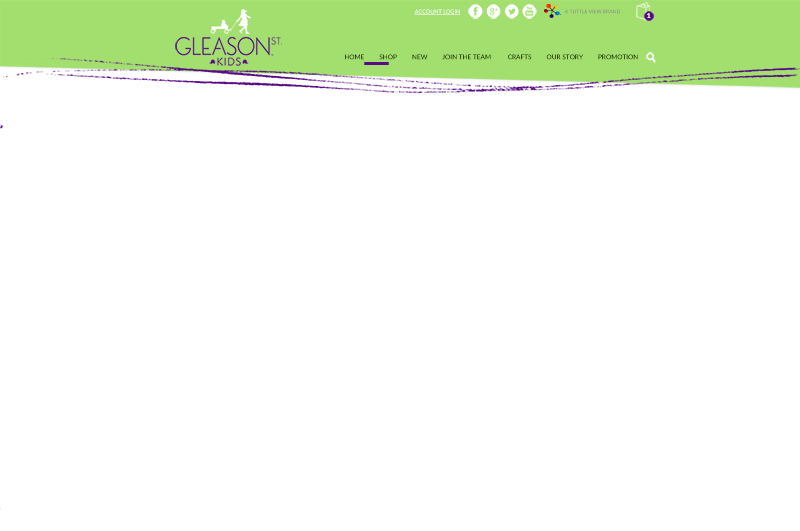 ACCOUNT LOGIN
A TUTTLE VIEW BRAND
1
GLEASON ST.
KIDS
HOME SHOP NEW JOIN THE TEAM CRAFTS OUR STORY PROMOTION